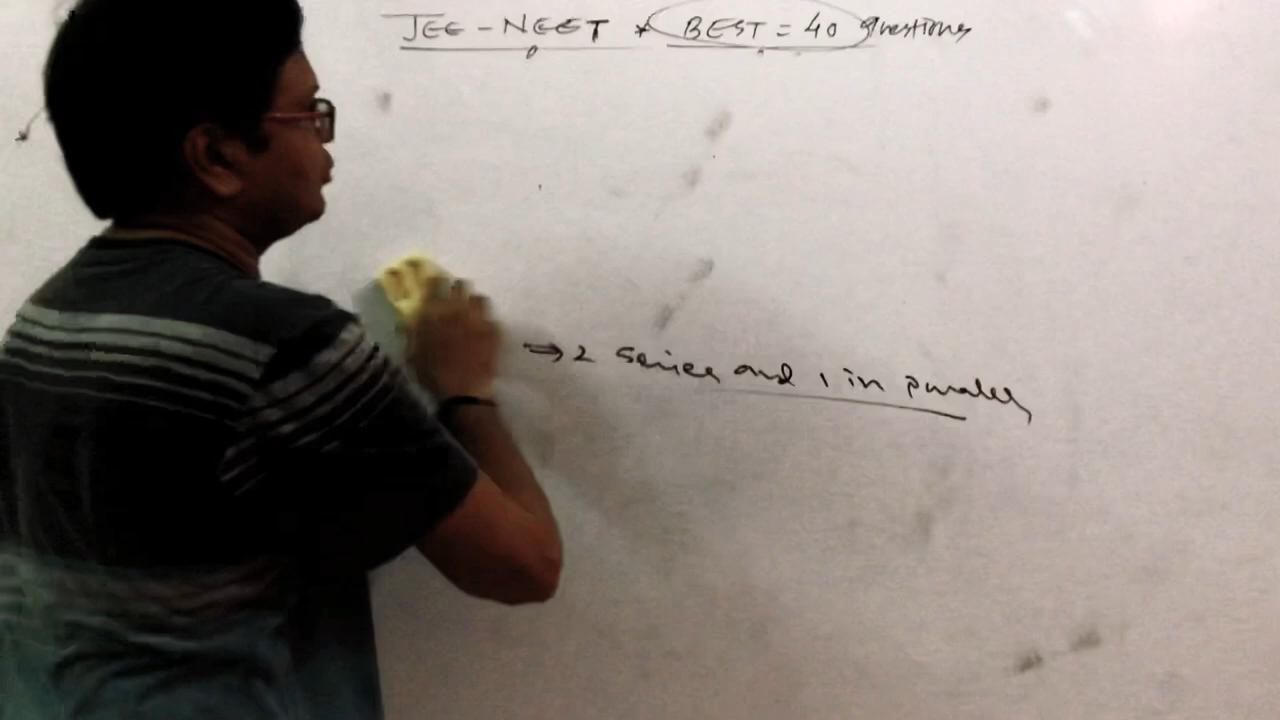 JEE - NEET * BEST = 40 Questions
⇒ 2 Series and 1 in parallel